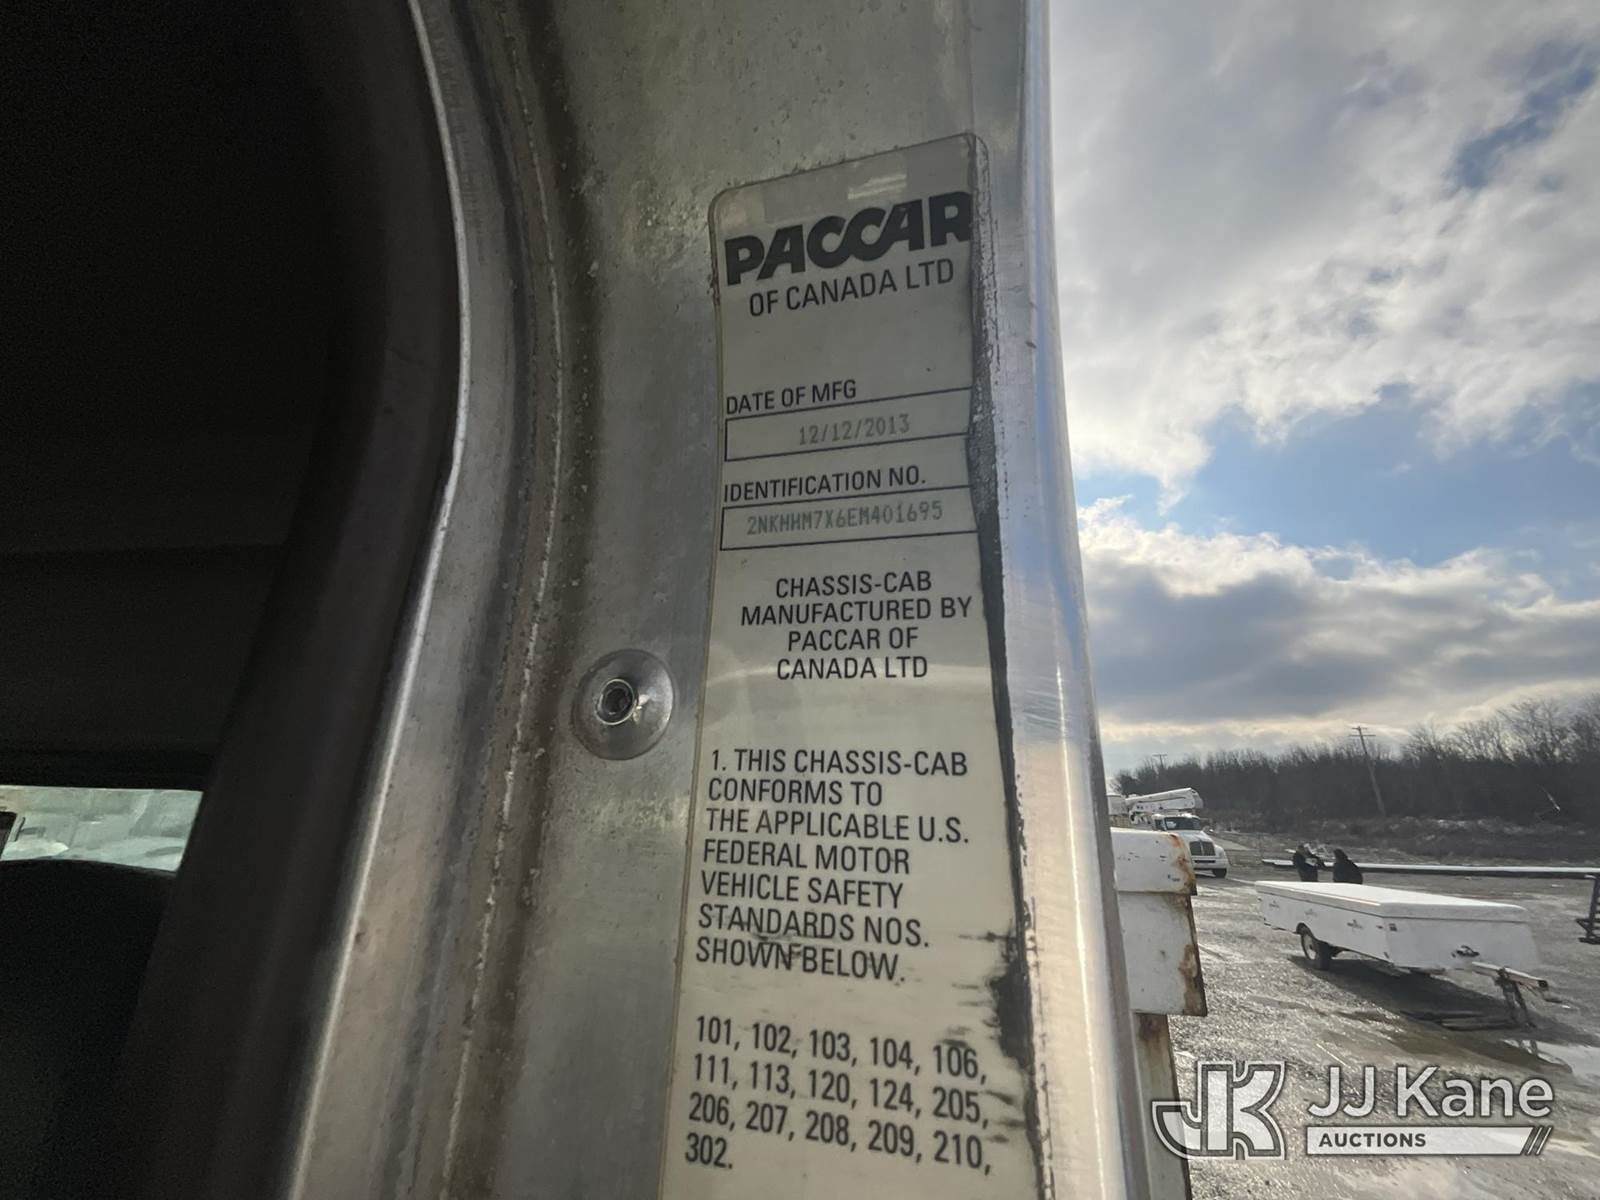 PACCAR
OF CANADA LTD
DATE OF MFG
12/12/2013
IDENTIFICATION NO.
2NKHHM7X6EM401695
CHASSIS-CAB
MANUFACTURED BY
PACCAR OF
CANADA LTD
1. THIS CHASSIS-CAB
CONFORMS TO
THE APPLICABLE U.S.
FEDERAL MOTOR
VEHICLE SAFETY
STANDARDS NOS.
SHOWN BELOW.
101, 102, 103, 104, 106,
111, 113, 120, 124, 205,
206, 207, 208, 209, 210,
302.
JK JJ Kane
AUCTIONS